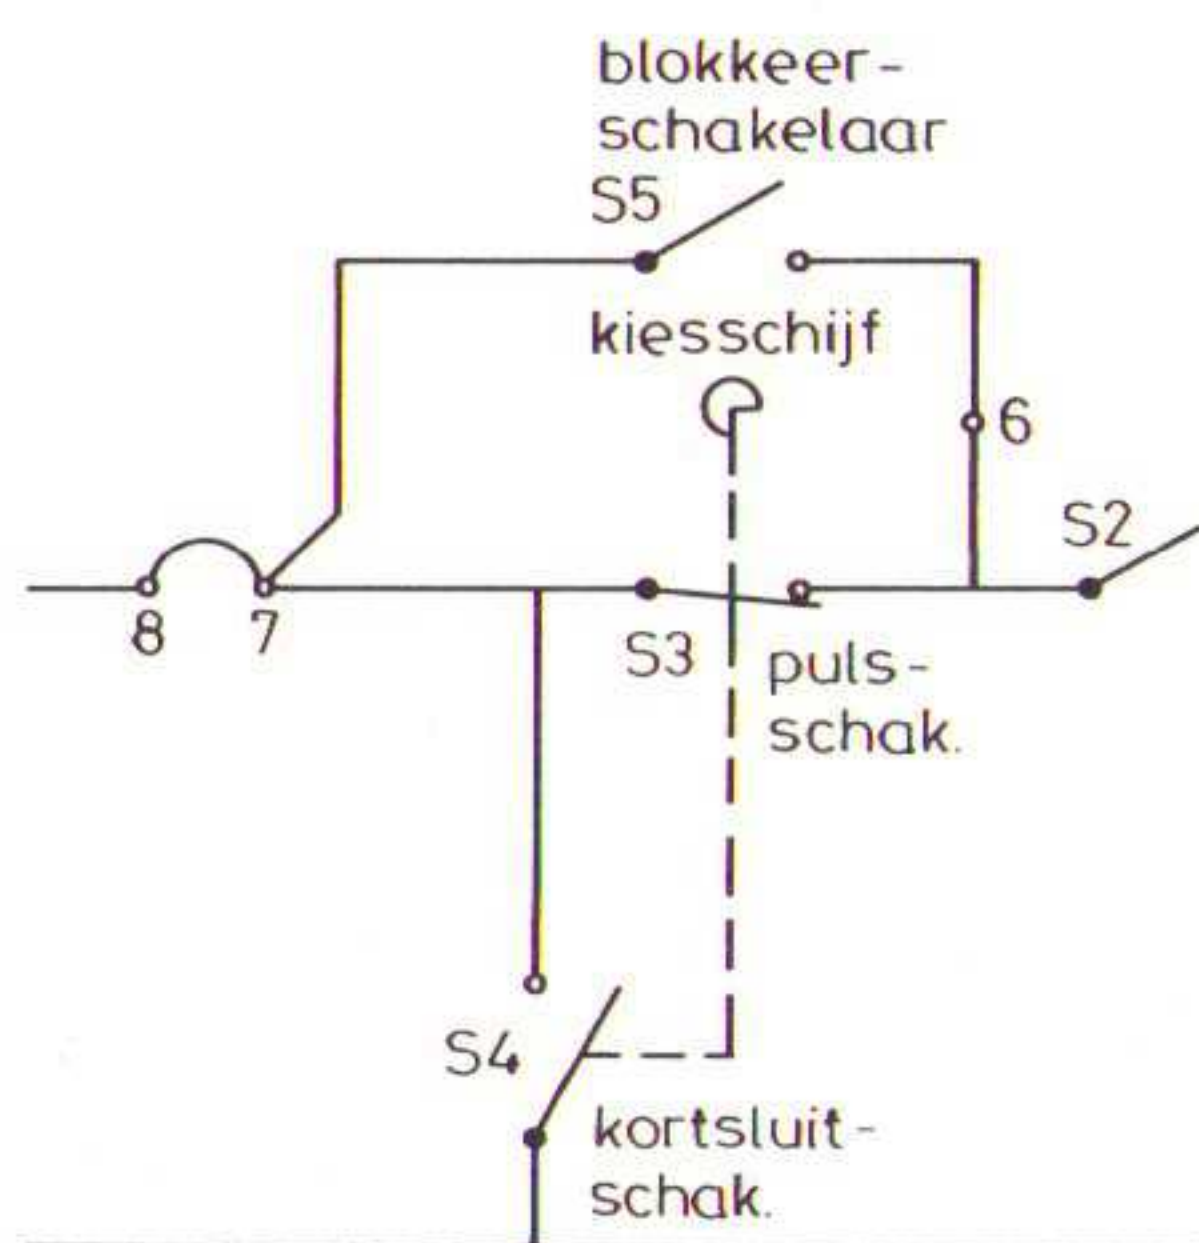 blokkeer-
schakelaar
S5
kiesschijf
6
S2
8
7
S3
puls-
schak.
S4
kortsluit-
schak.